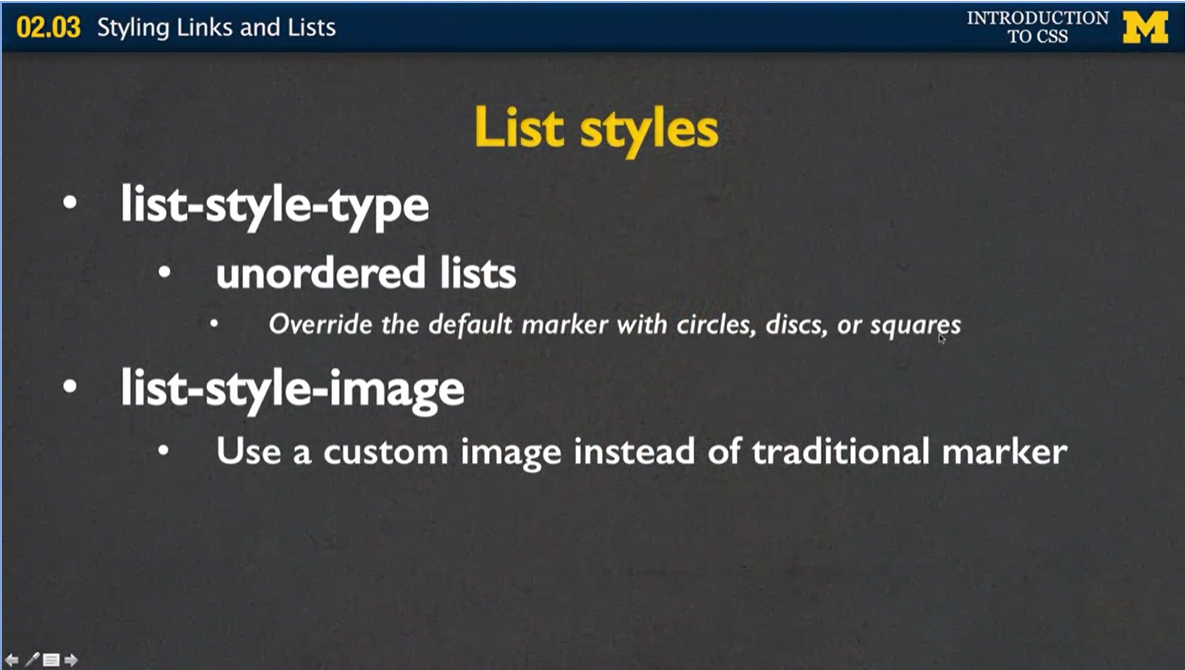 02.03 Styling Links and Lists
INTRODUCTION
TO CSS
M
List styles
• list-style-type
• unordered lists
• Override the default marker with circles, discs, or squares
• list-style-image
• Use a custom image instead of traditional marker